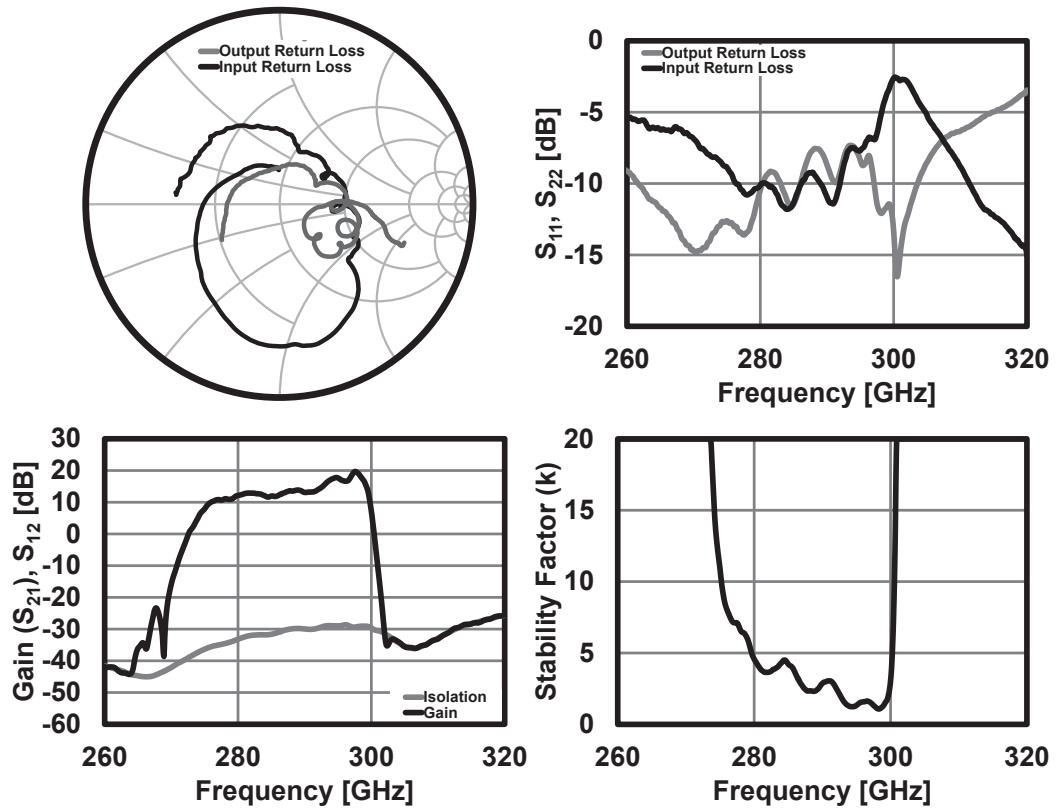 Output Return Loss
Input Return Loss
Output Return Loss
Input Return Loss
S11, S22 [dB]
0
-5
-10
-15
-20
260
280
300
320
Frequency [GHz]
Gain (S21), S12 [dB]
30
20
10
0
-10
-20
-30
-40
-50
-60
Isolation
Gain
260
280
300
320
Frequency [GHz]
Stability Factor (k)
20
15
10
5
0
260
280
300
320
Frequency [GHz]